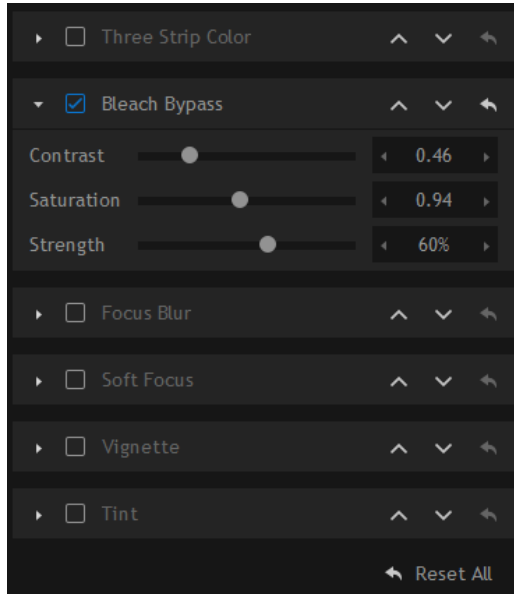 Three Strip Color
Bleach Bypass
Contrast 0.46
Saturation 0.94
Strength 60%
Focus Blur
Soft Focus
Vignette
Tint
Reset All